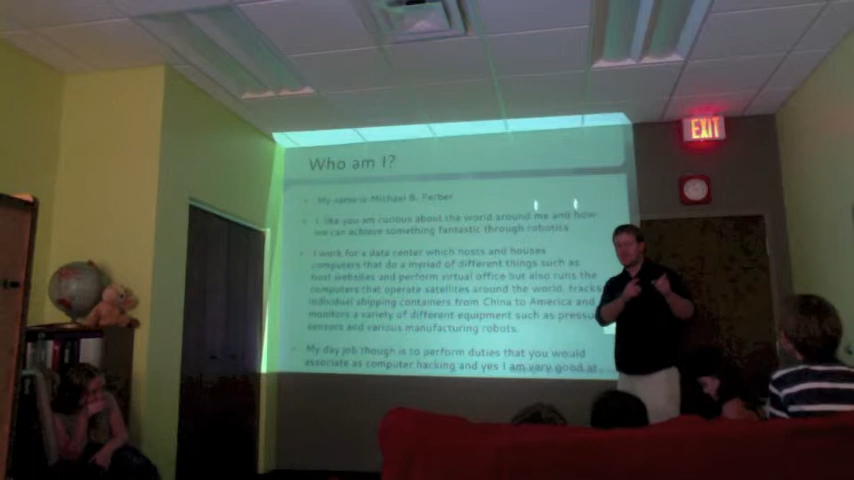 Who am I?
My name is Michael B. Ferber
I, like you am curious about the world around me and how
we can achieve something fantastic through robotics
I work for a data center which hosts and houses
computers that do a myriad of different things such as
host websites and perform virtual office but also runs the
computers that operate satellites around the world, tracks
individual shipping containers from China to America and
monitors a variety of different equipment such as pressu
sensors and various manufacturing robots.
My day job though is to perform duties that you would
associate as computer hacking and yes I am very good at
EXIT